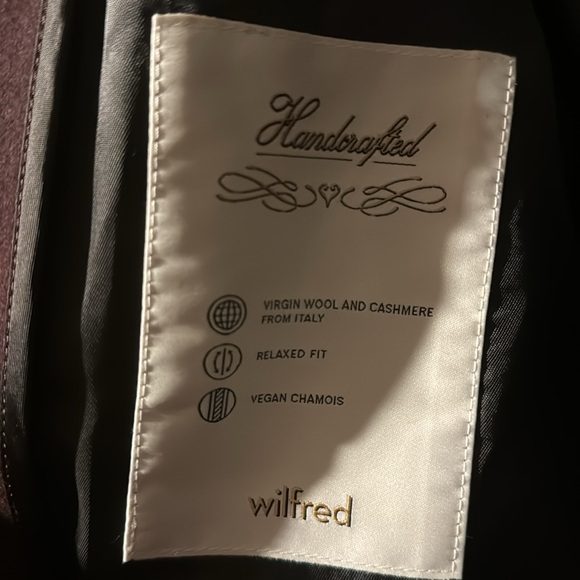 Handcrafted
VIRGIN WOOL AND CASHMERE
FROM ITALY
RELAXED FIT
VEGAN CHAMOIS
wilfred